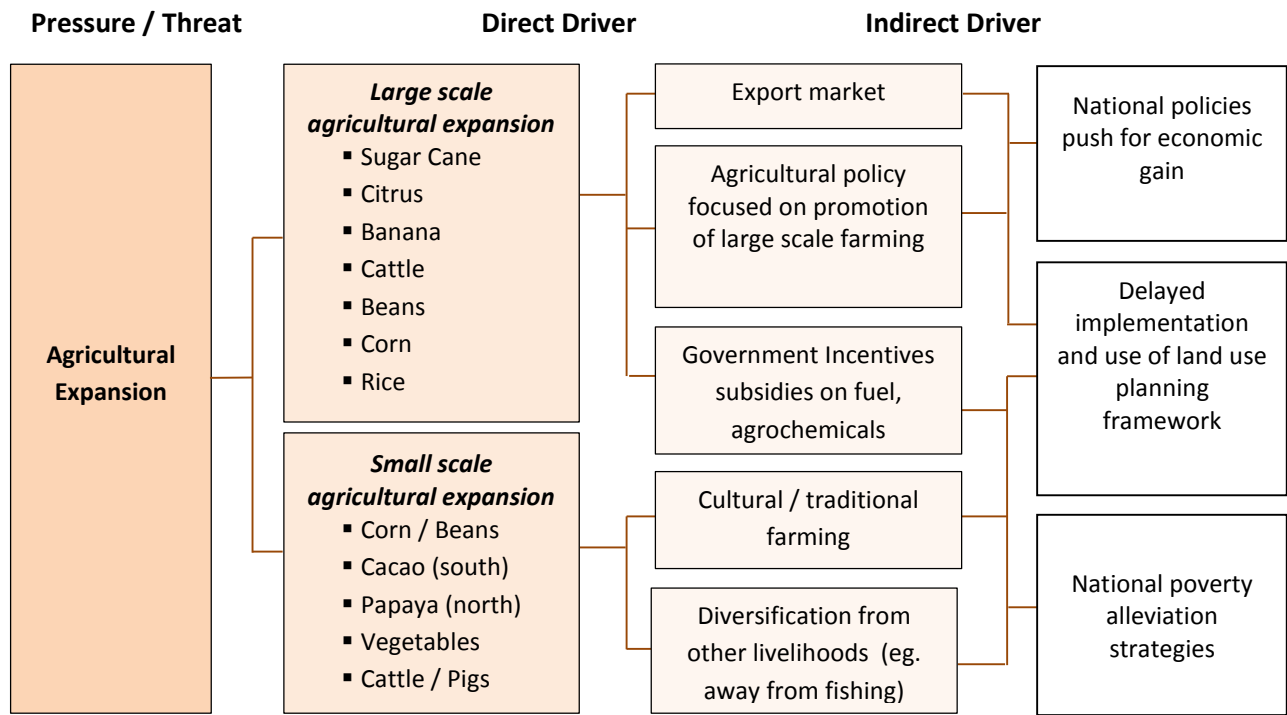 Pressure / Threat
Direct Driver
Indirect Driver
Agricultural
Expansion
Large scale
agricultural expansion
▪ Sugar Cane
▪ Citrus
▪ Banana
▪ Cattle
▪ Beans
▪ Corn
▪ Rice
Small scale
agricultural expansion
▪ Corn / Beans
▪ Cacao (south)
▪ Papaya (north)
▪ Vegetables
▪ Cattle / Pigs
Export market
Agricultural policy
focused on promotion
of large scale farming
Government Incentives
subsidies on fuel,
agrochemicals
Cultural / traditional
farming
Diversification from
other livelihoods (eg.
away from fishing)
National policies
push for economic
gain
Delayed
implementation
and use of land use
planning
framework
National poverty
alleviation
strategies